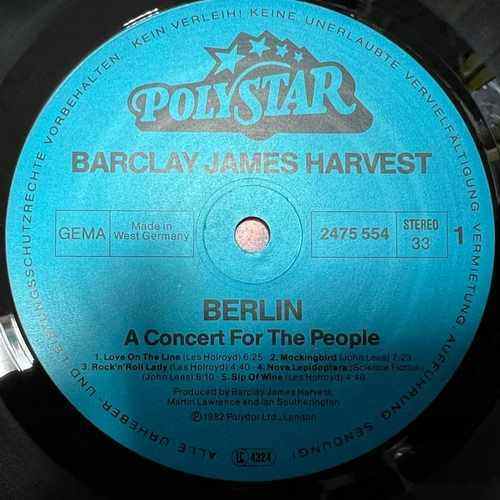 ALLE URHEBER- UND LEISTUNGSSCHUTZRECHTE VORBEHALTEN. KEIN VERLEIH! KEINE UNERLAUBTE VERVIELFÄLTIGUNG, VERMIETUNG, AUFFÜHRUNG, SENDUNG!
POLYSTAR
BARCLAY JAMES HARVEST
GEMA
Made in
West Germany
2475 554
STEREO
33
1
BERLIN
A Concert For The People
1. Love On The Line (Les Holroyd) 6:25 · 2. Mockingbird (John Lees) 7:23
3. Rock'n'Roll Lady (Les Holroyd) 4:40 · 4. Nova Lepidoptera (Science Fiction)
(John Lees) 6:10 · 5. Sip Of Wine (Les Holroyd) 4:40
Produced by Barclay James Harvest,
Martin Lawrence and Ian Southerington
℗ 1982 Polydor Ltd., London
LC 4324